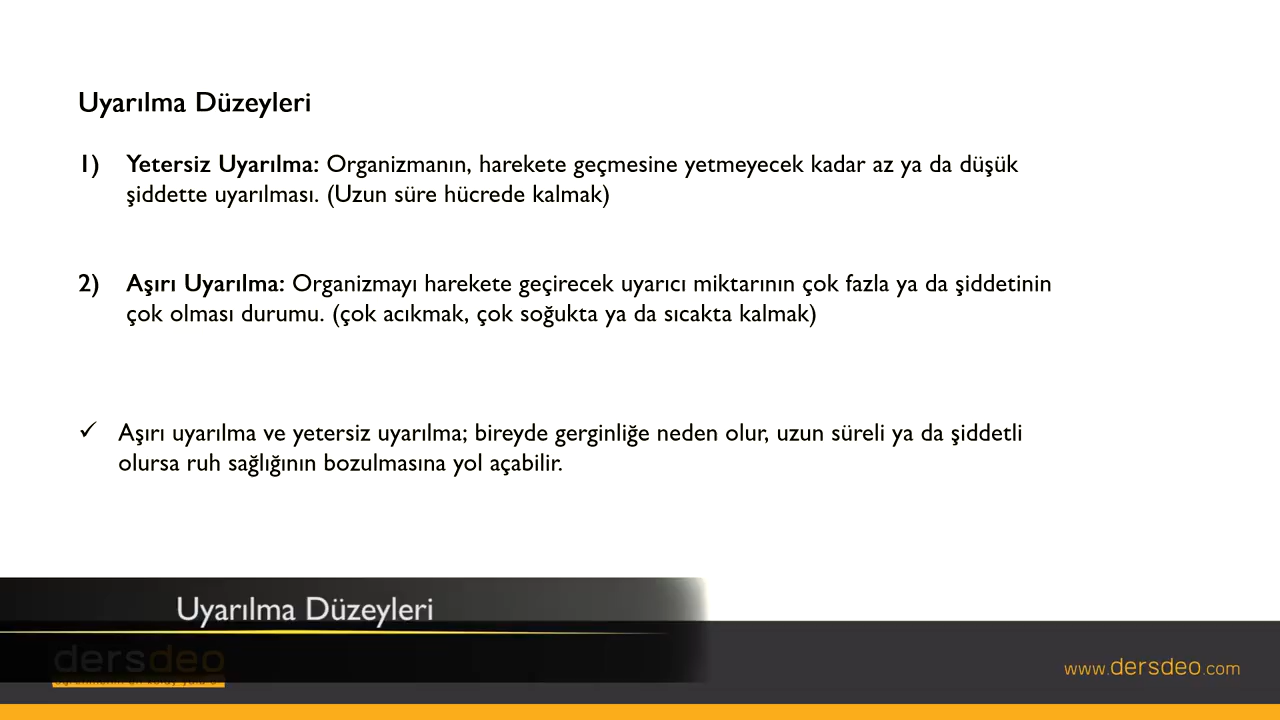 Uyarılma Düzeyleri
1) Yetersiz Uyarılma: Organizmanın, harekete geçmesine yetmeyecek kadar az ya da düşük
şiddette uyarılması. (Uzun süre hücrede kalmak)
2) Aşırı Uyarılma: Organizmayı harekete geçirecek uyarıcı miktarının çok fazla ya da şiddetinin
çok olması durumu. (çok acıkmak, çok soğukta ya da sıcakta kalmak)
✓ Aşırı uyarılma ve yetersiz uyarılma; bireyde gerginliğe neden olur, uzun süreli ya da şiddetli
olursa ruh sağlığının bozulmasına yol açabilir.
Uyarılma Düzeyleri
dersdeo
www.dersdeo.com